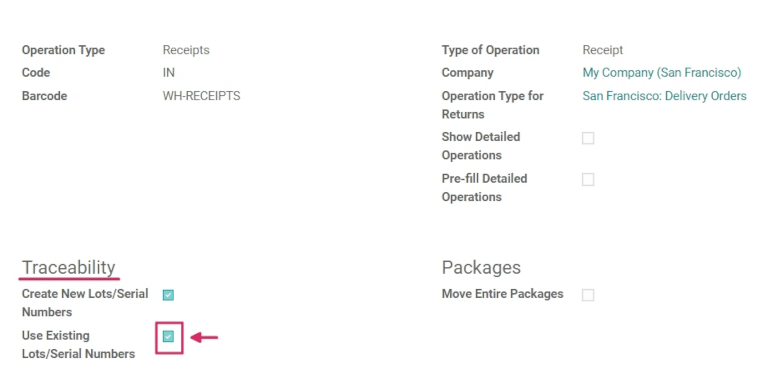 Operation Type Receipts
Code IN
Barcode WH-RECEIPTS
Type of Operation Receipt
Company My Company (San Francisco)
Operation Type for San Francisco: Delivery Orders
Returns
Show Detailed
Operations
Pre-fill Detailed
Operations
Traceability
Create New Lots/Serial
Numbers
Use Existing
Lots/Serial Numbers
Packages
Move Entire Packages